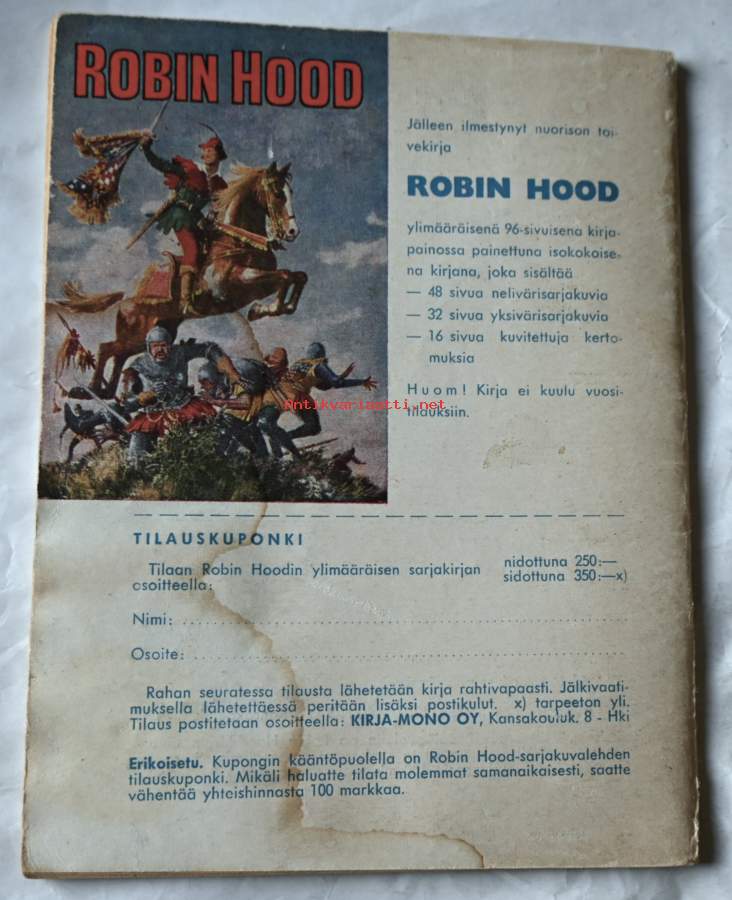 ROBIN HOOD
Jälleen ilmestynyt nuorison toi-
vekirja
ROBIN HOOD
ylimääräisenä 96-sivuisena kirja-
painossa painettuna isokokoise-
na kirjana, joka sisältää
— 48 sivua nelivärisarjakuvia
— 32 sivua yksivärisarjakuvia
— 16 sivua kuvitettuja kerto-
muksia
Huom! Kirja ei kuulu vuosi-
tilauksiin.
Antikvariaatti.net
TILAUSKUPONKI
Tilaan Robin Hoodin ylimääräisen sarjakirjan
osoitteella:
nidottuna 250:—
sidottuna 350:—x)
Nimi:
Osoite:
Rahan seuratessa tilausta lähetetään kirja rahtivapaasti. Jälkivaati-
muksella lähetettäessä peritään lisäksi postikulut. x) tarpeeton yli.
Tilaus postitetaan osoitteella: KIRJA-MONO OY, Kansakouluk. 8 - Hki
Erikoisetu. Kupongin kääntöpuolella on Robin Hood-sarjakuvalehden
tilauskuponki. Mikäli haluatte tilata molemmat samanaikaisesti, saatte
vähentää yhteishinnasta 100 markkaa.